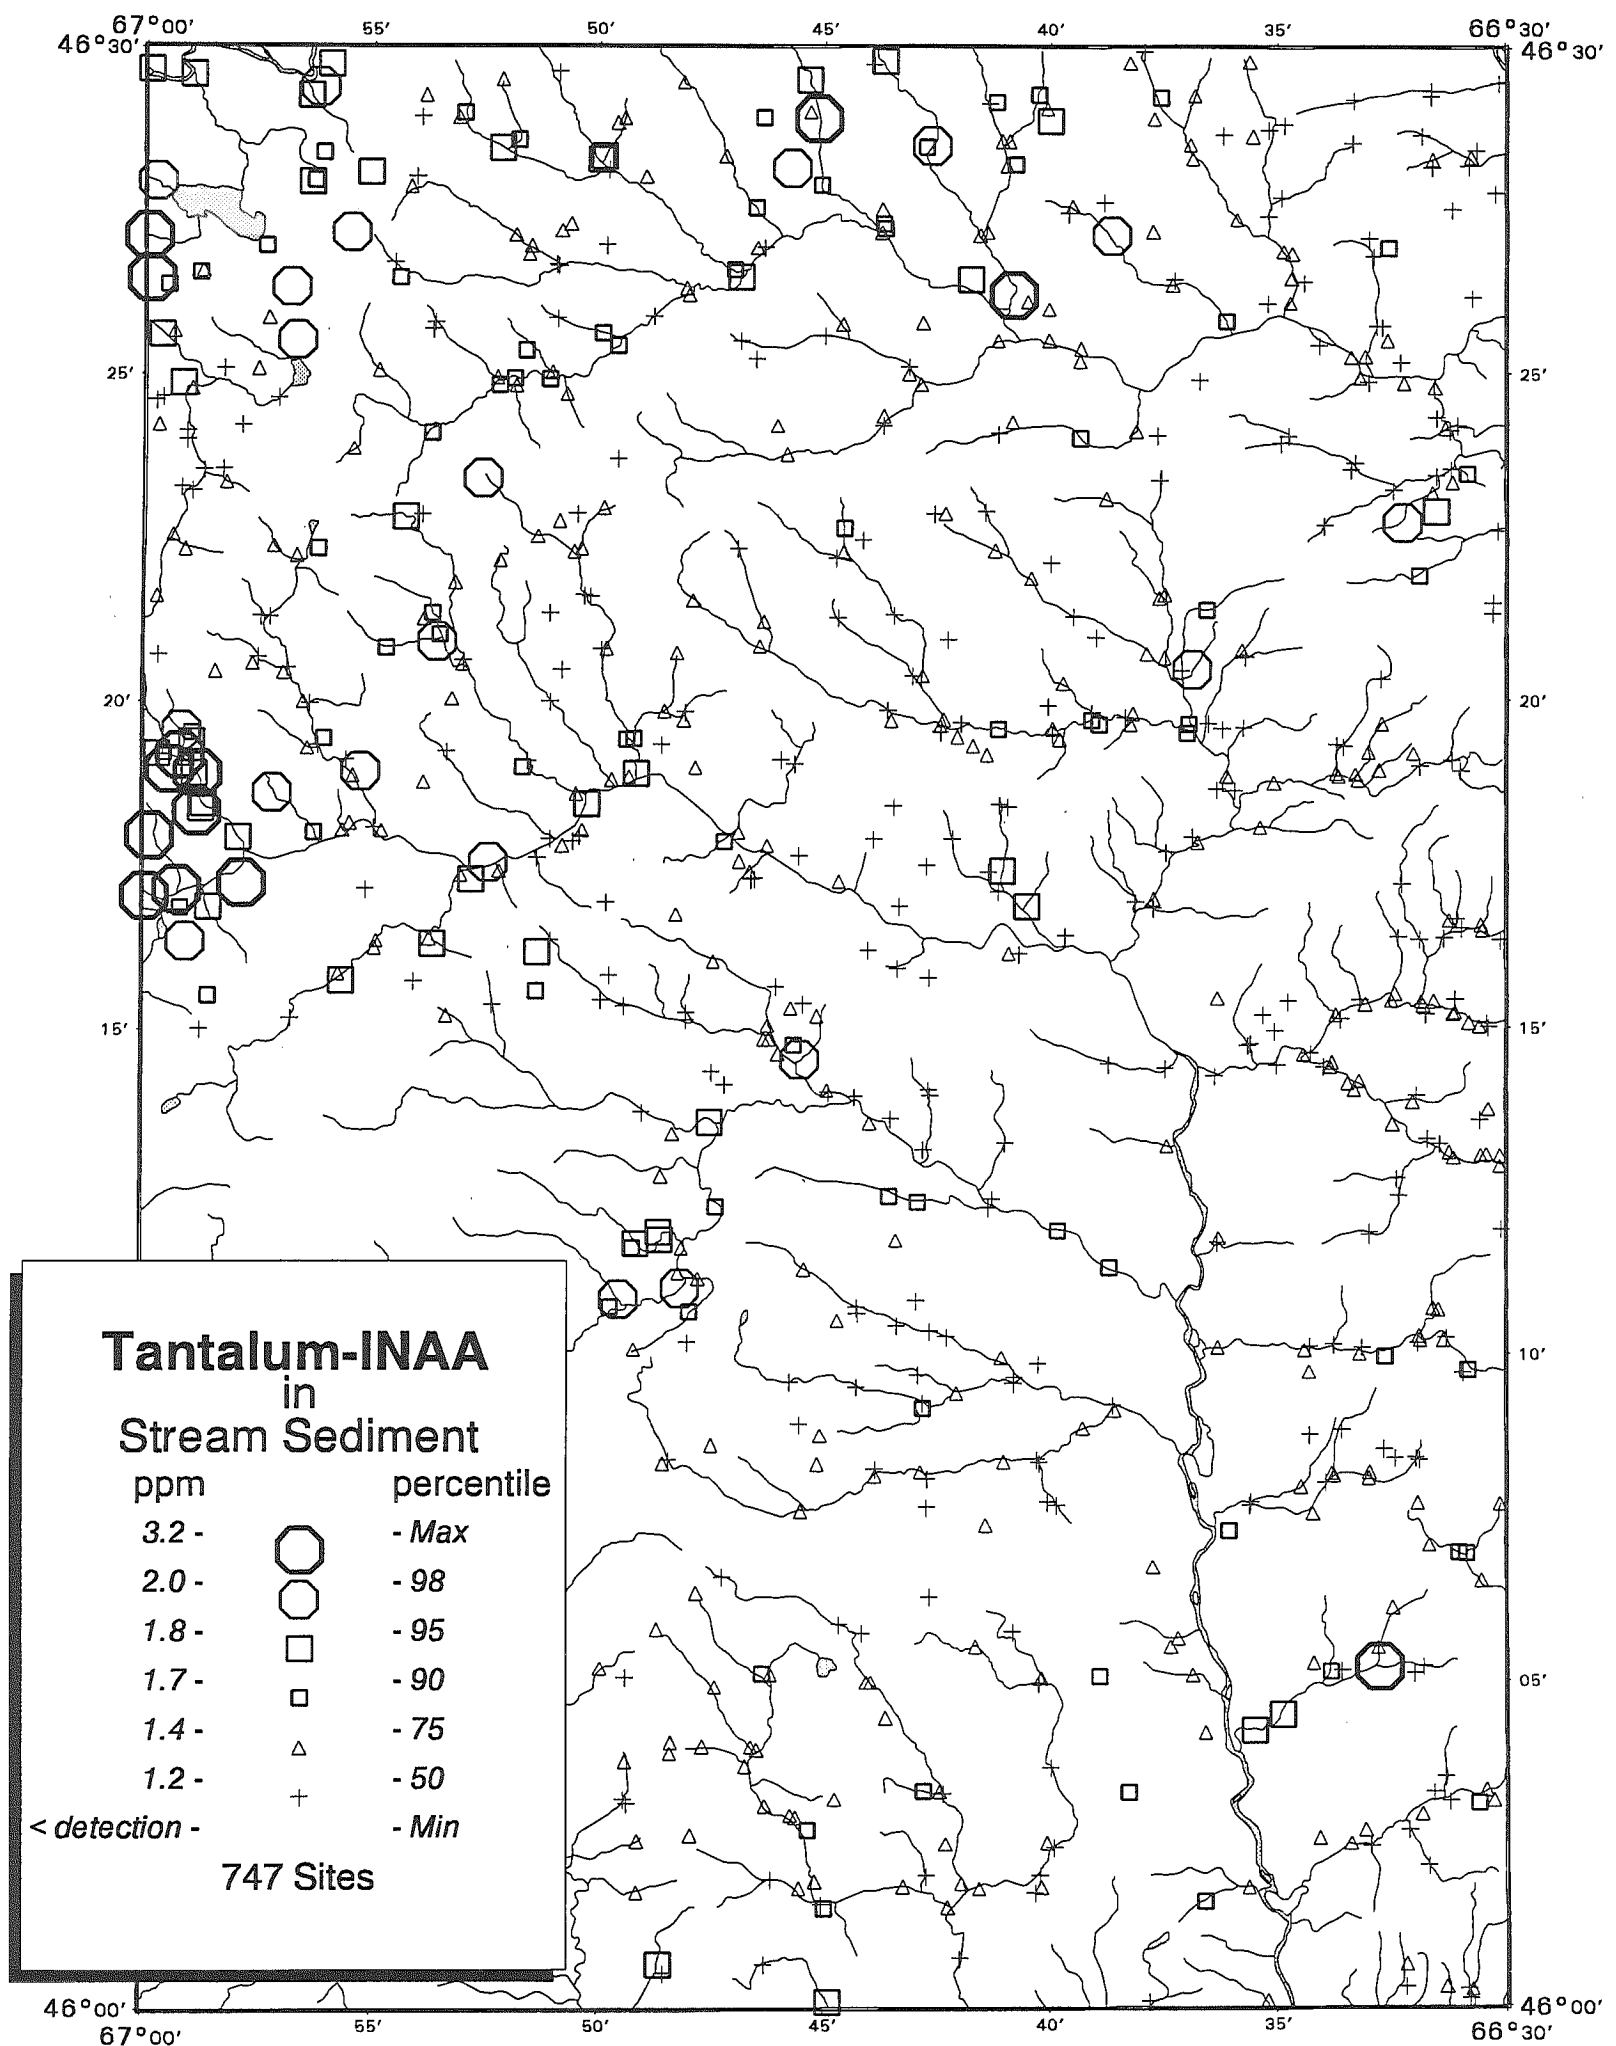 67°00′ 55′ 50′ 45′ 40′ 35′ 66°30′
46°30′ 46°30′
25′ 25′
20′ 20′
15′ 15′
10′
05′
Tantalum-INAA
in
Stream Sediment
ppm percentile
3.2 - - Max
2.0 - - 98
1.8 - - 95
1.7 - - 90
1.4 - - 75
1.2 - - 50
< detection - - Min
747 Sites
46°00′ 46°00′
67°00′ 55′ 50′ 45′ 40′ 35′ 66°30′